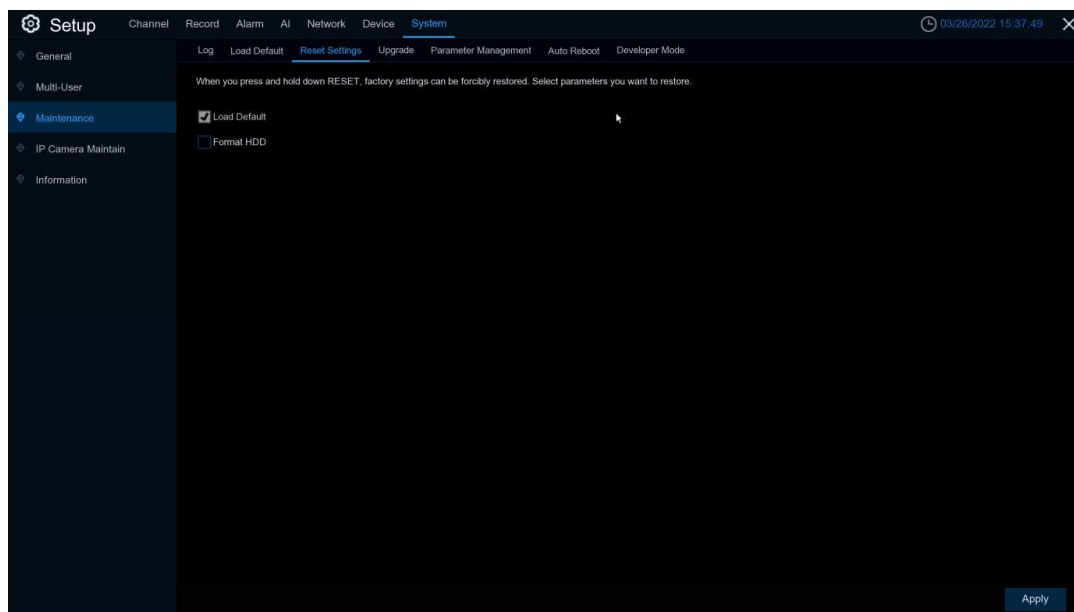 Setup Channel Record Alarm AI Network Device System 03/26/2022 15:37:49
Log Load Default Reset Settings Upgrade Parameter Management Auto Reboot Developer Mode
General
Multi-User
Maintenance
IP Camera Maintain
Information
When you press and hold down RESET, factory settings can be forcibly restored. Select parameters you want to restore.
Load Default
Format HDD
Apply